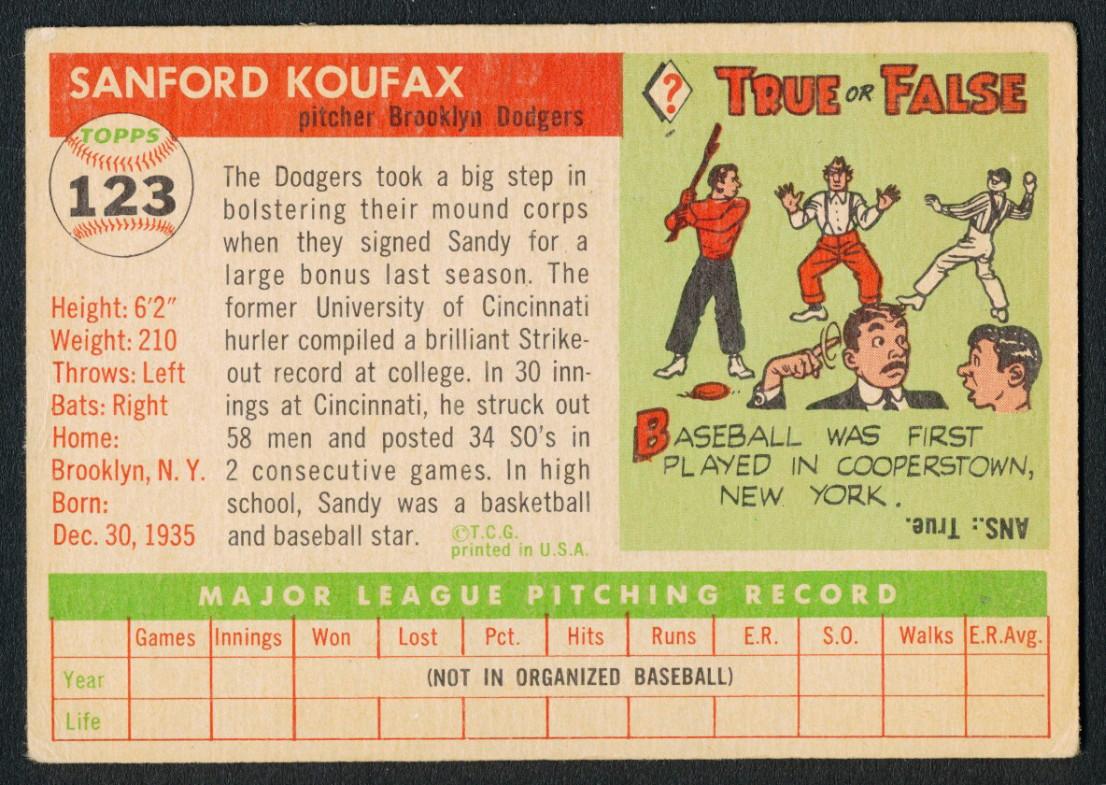 SANFORD KOUFAX
pitcher Brooklyn Dodgers
TOPPS
123
Height: 6'2"
Weight: 210
Throws: Left
Bats: Right
Home:
Brooklyn, N. Y.
Born:
Dec. 30, 1935
The Dodgers took a big step in
bolstering their mound corps
when they signed Sandy for a
large bonus last season. The
former University of Cincinnati
hurler compiled a brilliant Strike-
out record at college. In 30 inn-
ings at Cincinnati, he struck out
58 men and posted 34 SO's in
2 consecutive games. In high
school, Sandy was a basketball
and baseball star.
©T.C.G.
printed in U.S.A.
?
TRUE OR FALSE
BASEBALL WAS FIRST
PLAYED IN COOPERSTOWN,
NEW YORK.
ANS.: True.
MAJOR LEAGUE PITCHING RECORD
Games Innings Won Lost Pct. Hits Runs E.R. S.O. Walks E.R.Avg.
Year (NOT IN ORGANIZED BASEBALL)
Life